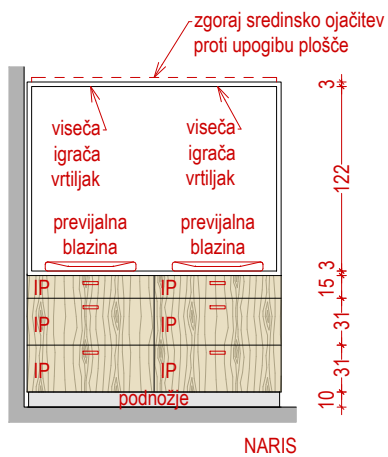 zgoraj sredinsko ojačitev
proti upogibu plošče
3
viseča
igrača
vrtiljak
viseča
igrača
vrtiljak
122
previjalna
blazina
previjalna
blazina
3
IP
IP
15
IP
IP
31
IP
IP
31
podnožje
10
NARIS